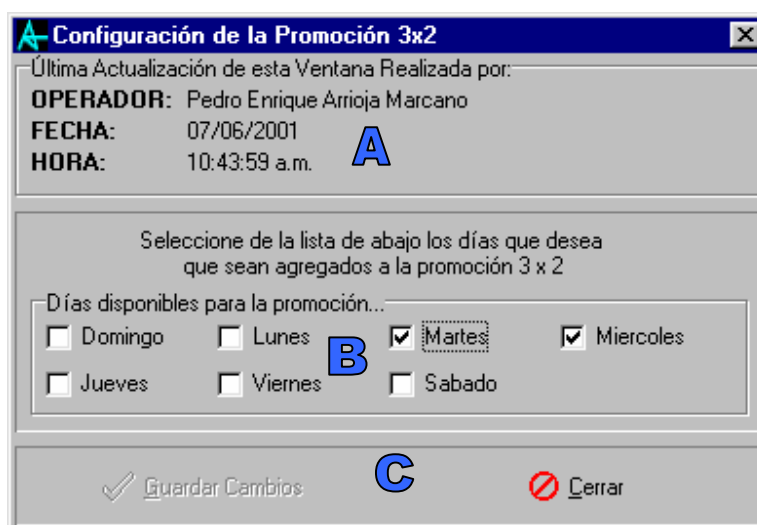 Configuración de la Promoción 3x2
Última Actualización de esta Ventana Realizada por:
OPERADOR: Pedro Enrique Arrioja Marcano
FECHA: 07/06/2001
HORA: 10:43:59 a.m.
A
Seleccione de la lista de abajo los días que desea
que sean agregados a la promoción 3 x 2
Días disponibles para la promoción...
Domingo Lunes Martes Miercoles
B
Jueves Viernes Sabado
C
Guardar Cambios Cerrar